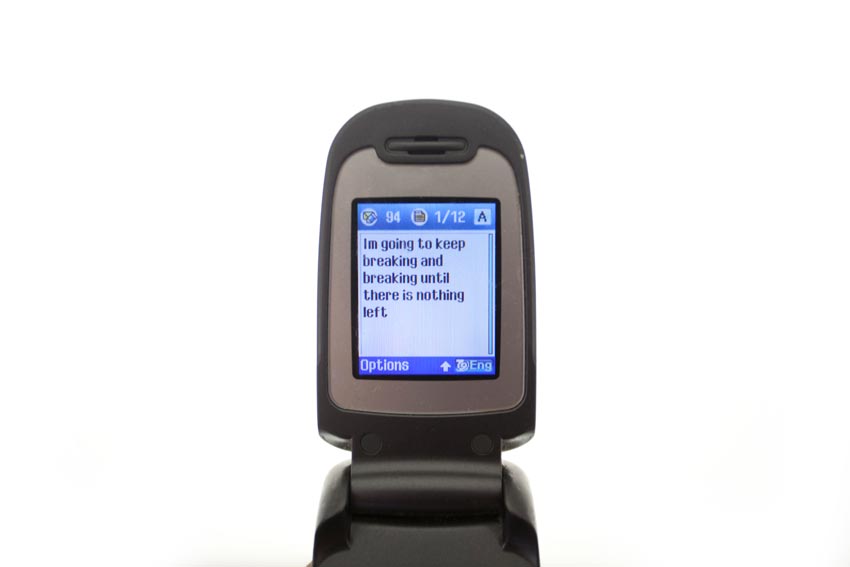 94 1/12 A
Im going to keep
breaking and
breaking until
there is nothing
left
Options @Eng